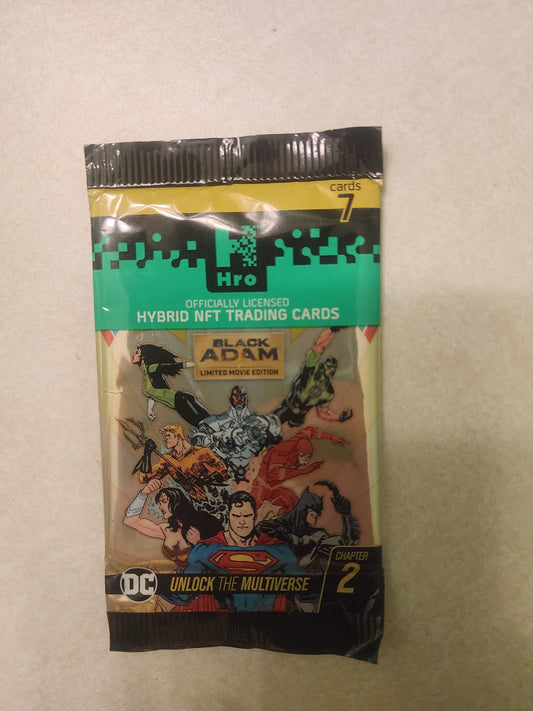 cards
7
H
Hro
OFFICIALLY LICENSED
HYBRID NFT TRADING CARDS
BLACK
ADAM
LIMITED MOVIE EDITION
S
DC
UNLOCK THE MULTIVERSE
CHAPTER
2